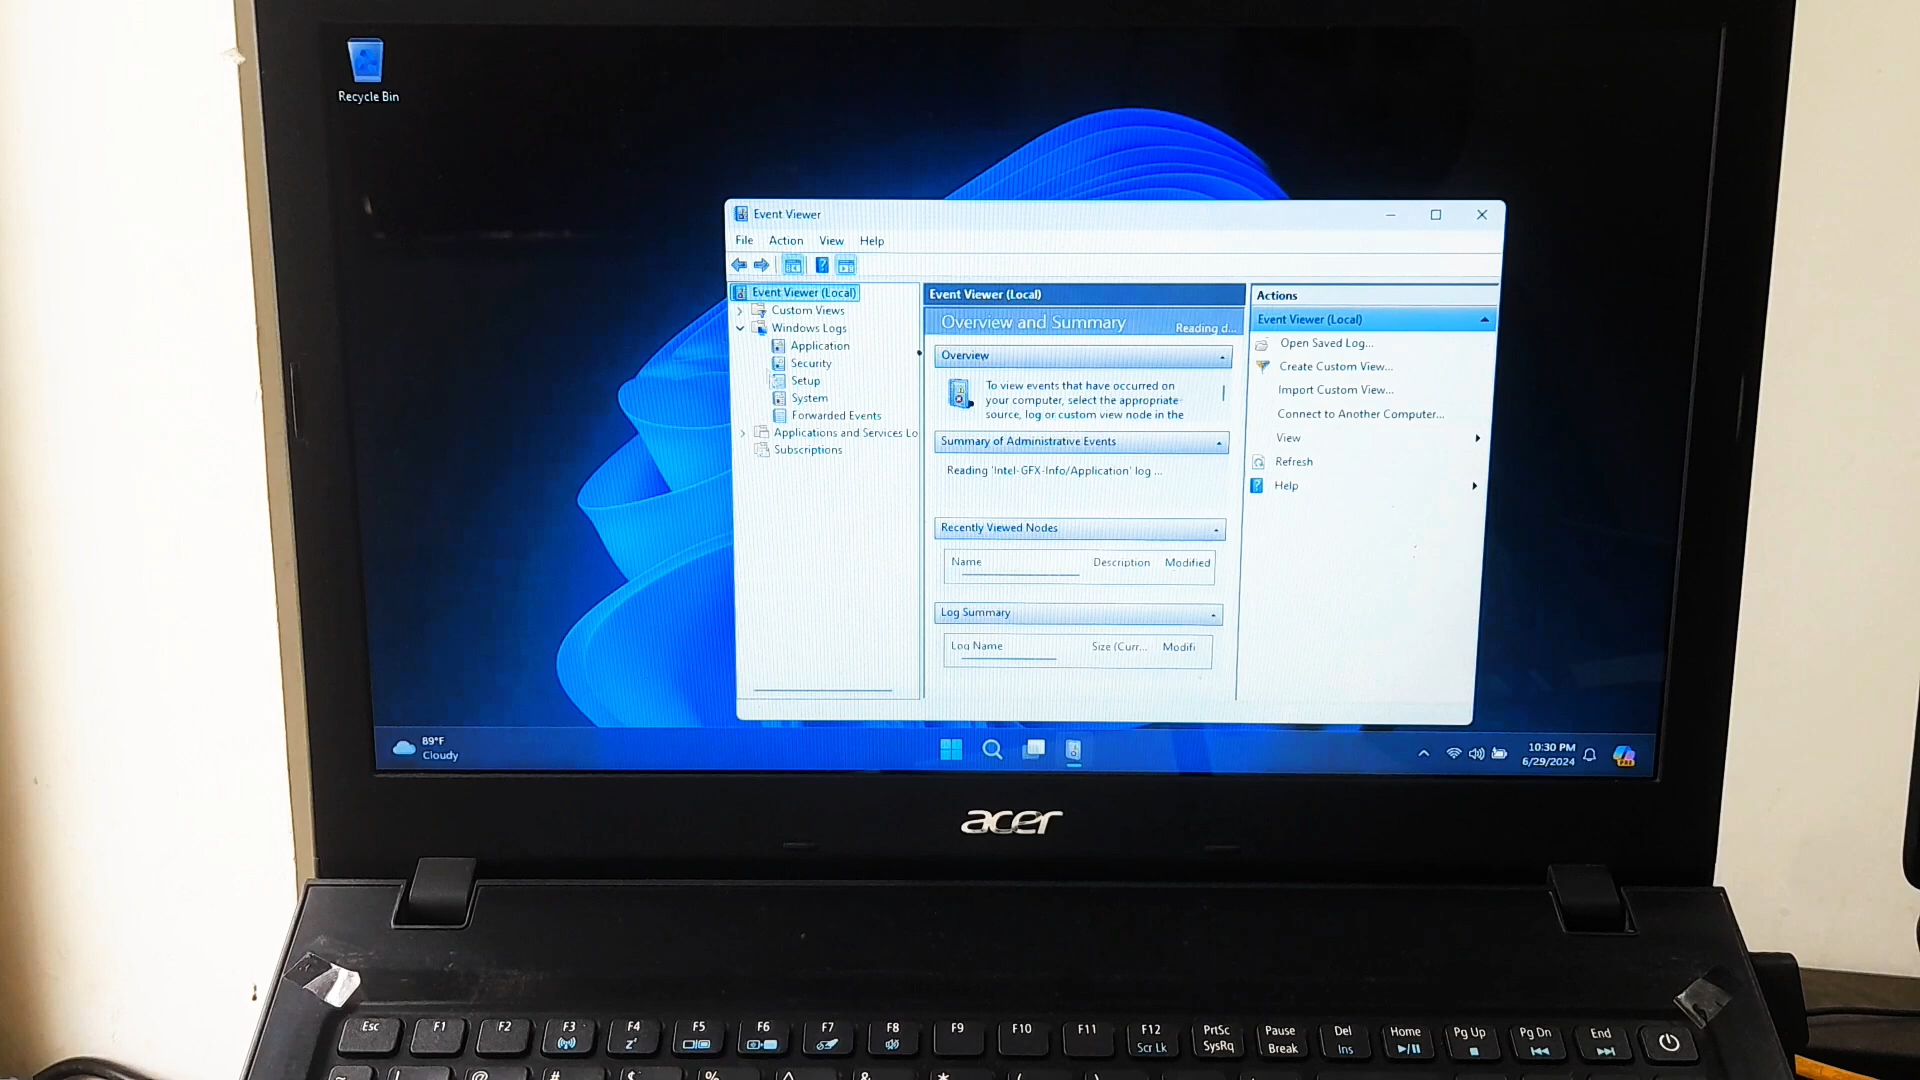 Recycle Bin
Event Viewer
File Action View Help
Event Viewer (Local)
Custom Views
Windows Logs
Application
Security
Setup
System
Forwarded Events
Applications and Services Lo
Subscriptions
Event Viewer (Local)
Overview and Summary
Reading d...
Overview
To view events that have occurred on
your computer, select the appropriate
source, log or custom view node in the
Summary of Administrative Events
Reading 'Intel-GFX-Info/Application' log ...
Recently Viewed Nodes
Name Description Modified
Log Summary
Log Name Size (Curr... Modifi
Actions
Event Viewer (Local)
Open Saved Log...
Create Custom View...
Import Custom View...
Connect to Another Computer...
View
Refresh
Help
89°F
Cloudy
10:30 PM
6/29/2024
PRE
acer
Esc F1 F2 F3 F4 F5 F6 F7 F8 F9 F10 F11 F12 PrtSc Pause Del Home Pg Up Pg Dn End
Scr Lk SysRq Break Ins
~ ! @ # $ % ^ & * ( )